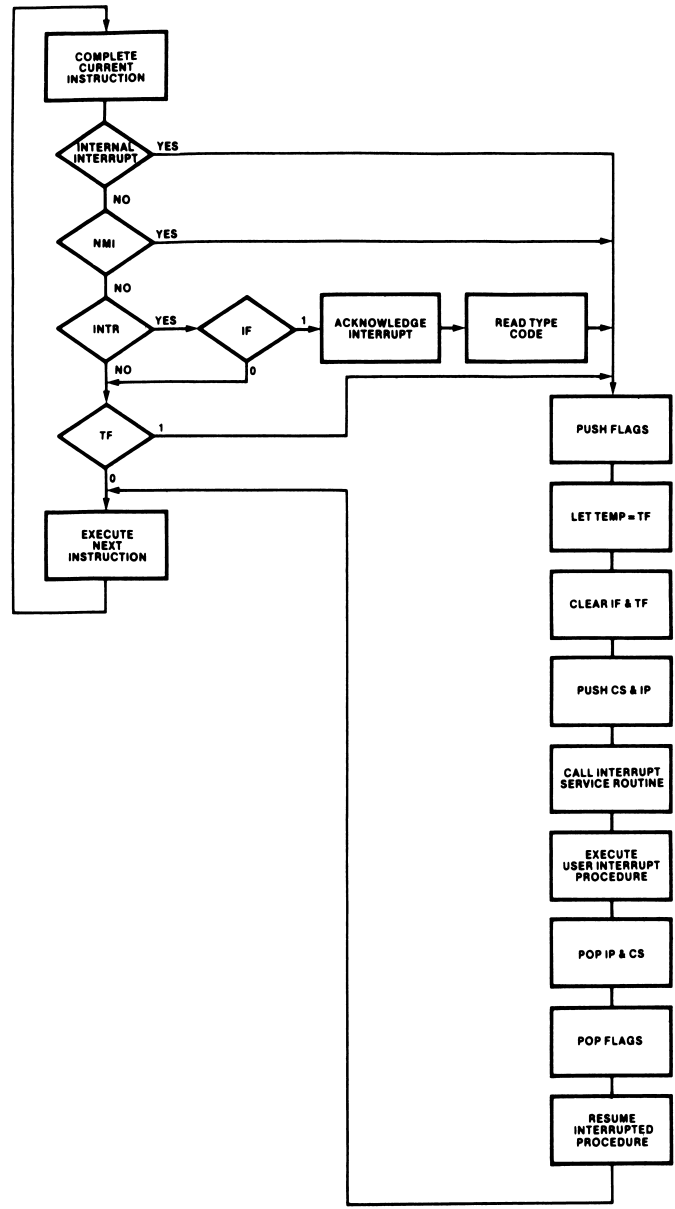 COMPLETE
CURRENT
INSTRUCTION
INTERNAL
INTERRUPT
YES
NO
NMI
YES
NO
INTR
YES
IF
1
ACKNOWLEDGE
INTERRUPT
READ TYPE
CODE
NO
0
TF
1
0
EXECUTE
NEXT
INSTRUCTION
PUSH FLAGS
LET TEMP = TF
CLEAR IF & TF
PUSH CS & IP
CALL INTERRUPT
SERVICE ROUTINE
EXECUTE
USER INTERRUPT
PROCEDURE
POP IP & CS
POP FLAGS
RESUME
INTERRUPTED
PROCEDURE